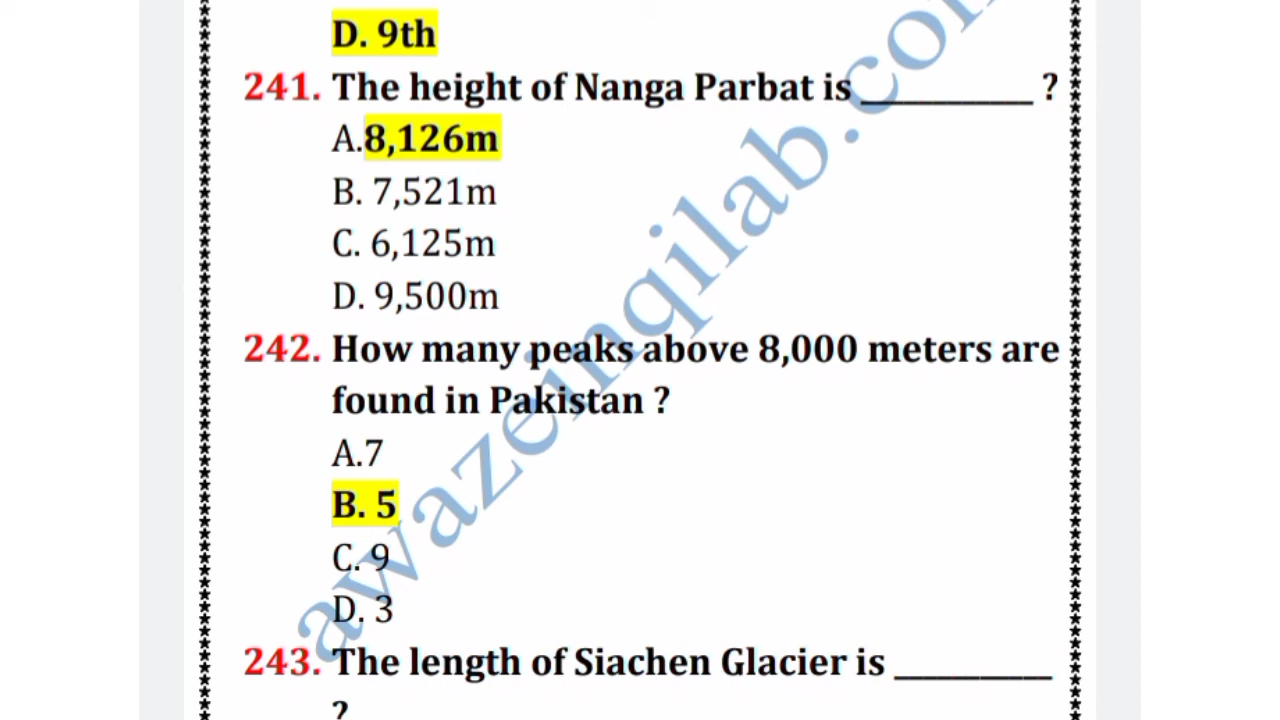 D. 9th
241. The height of Nanga Parbat is __________ ?
A.8,126m
B. 7,521m
C. 6,125m
D. 9,500m
242. How many peaks above 8,000 meters are
found in Pakistan ?
A.7
B. 5
C. 9
D. 3
243. The length of Siachen Glacier is _________
?
awazeinqilab.com